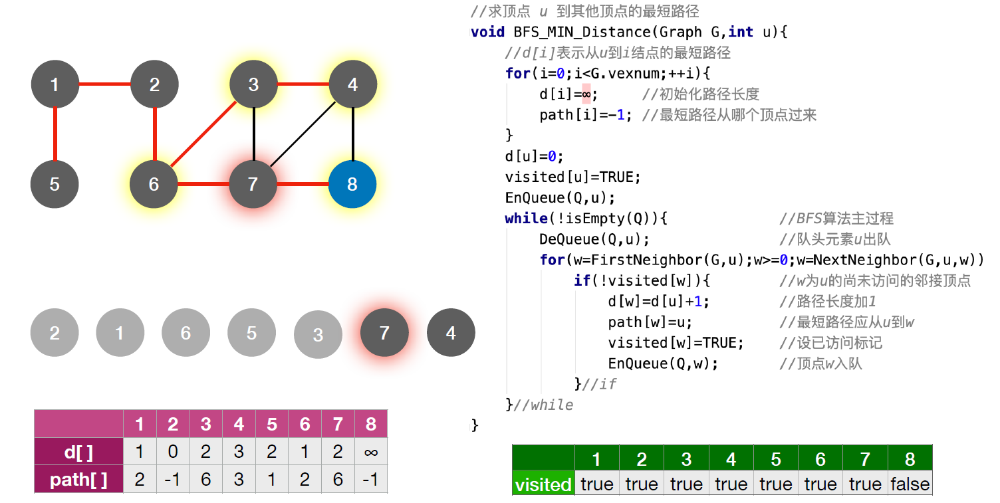 1 2 3 4
5 6 7 8
2 1 6 5 3 7 4
1 2 3 4 5 6 7 8
d[ ] 1 0 2 3 2 1 2 ∞
path[ ] 2 -1 6 3 1 2 6 -1
//求顶点 u 到其他顶点的最短路径
void BFS_MIN_Distance(Graph G,int u){
    //d[i]表示从u到i结点的最短路径
    for(i=0;i<G.vexnum;++i){
        d[i]=∞;     //初始化路径长度
        path[i]=-1; //最短路径从哪个顶点过来
    }
    d[u]=0;
    visited[u]=TRUE;
    EnQueue(Q,u);
    while(!isEmpty(Q)){             //BFS算法主过程
        DeQueue(Q,u);               //队头元素u出队
        for(w=FirstNeighbor(G,u);w>=0;w=NextNeighbor(G,u,w))
            if(!visited[w]){        //w为u的尚未访问的邻接顶点
                d[w]=d[u]+1;        //路径长度加1
                path[w]=u;          //最短路径应从u到w
                visited[w]=TRUE;    //设已访问标记
                EnQueue(Q,w);       //顶点w入队
            }//if
    }//while
}
1 2 3 4 5 6 7 8
visited true true true true true true true false